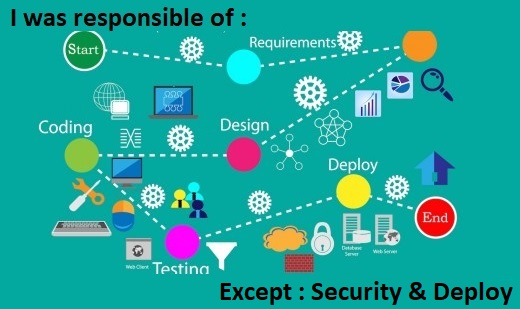 I was responsible of :
Start
Requirements
Coding
Design
Deploy
End
Web Client
Testing
Database
Server
Web Server
Except : Security & Deploy